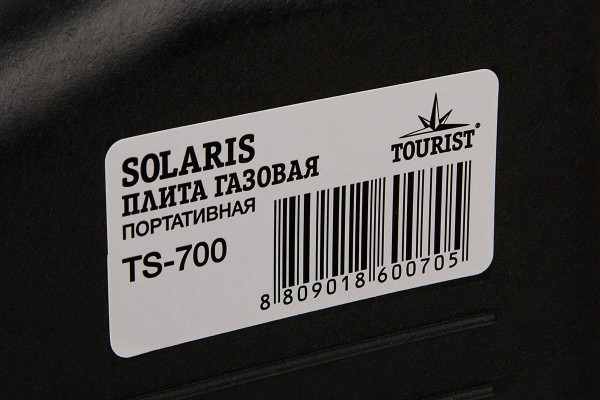 SOLARIS
ПЛИТА ГАЗОВАЯ
ПОРТАТИВНАЯ
TS-700
TOURIST®
8 809018 600705